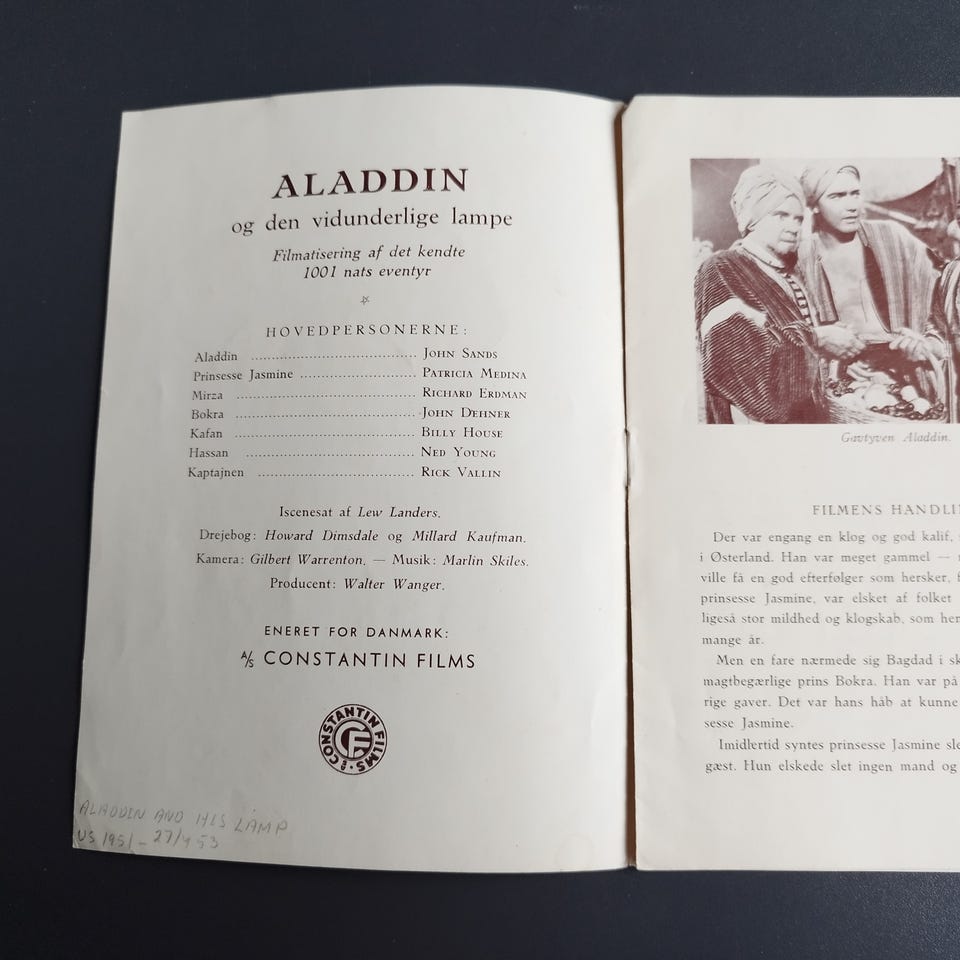 ALADDIN
og den vidunderlige lampe
Filmatisering af det kendte
1001 nats eventyr
HOVEDPERSONERNE:
Aladdin ........................................ JOHN SANDS
Prinsesse Jasmine ............................ PATRICIA MEDINA
Mirza ........................................... RICHARD ERDMAN
Bokra ........................................... JOHN DEHNER
Kafan ........................................... BILLY HOUSE
Hassan ......................................... NED YOUNG
Kaptajnen ...................................... RICK VALLIN
Iscenesat af Lew Landers.
Drejebog: Howard Dimsdale og Millard Kaufman.
Kamera: Gilbert Warrenton. — Musik: Marlin Skiles.
Producent: Walter Wanger.
ENERET FOR DANMARK:
A/S CONSTANTIN FILMS
CONSTANTIN FILMS
CF
ALADDIN AND HIS LAMP
US 1951 - 27/4 53
Gavtyven Aladdin.
FILMENS HANDLI
Der var engang en klog og god kalif,
i Østerland. Han var meget gammel —
ville få en god efterfølger som hersker,
prinsesse Jasmine, var elsket af folket
ligeså stor mildhed og klogskab, som
mange år.
Men en fare nærmede sig Bagdad i
magtbegærlige prins Bokra. Han var på
rige gaver. Det var hans håb at kunne
sesse Jasmine.
Imidlertid syntes prinsesse Jasmine
gæst. Hun elskede slet ingen mand og